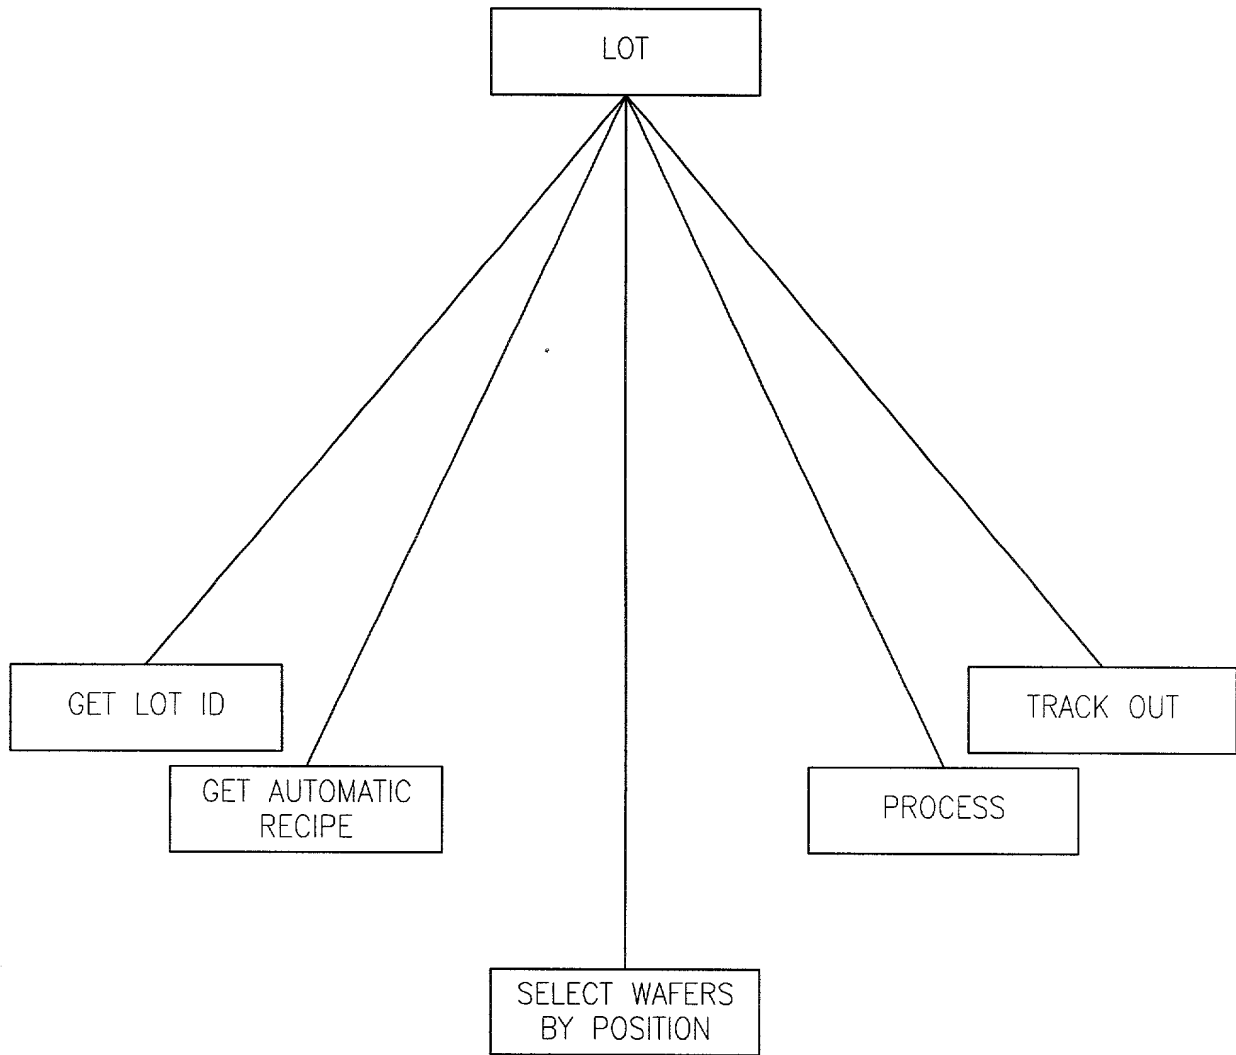 LOT
GET LOT ID
TRACK OUT
GET AUTOMATIC
RECIPE
PROCESS
SELECT WAFERS
BY POSITION